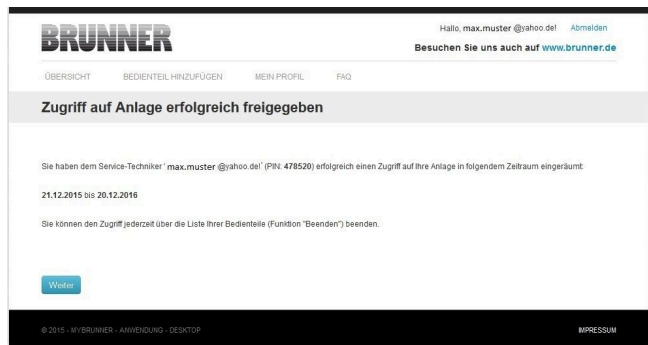 BRUNNER
Hallo, max.muster @yahoo.de! Abmelden
Besuchen Sie uns auch auf www.brunner.de
ÜBERSICHT BEDIENTEIL HINZUFÜGEN MEIN PROFIL FAQ
Zugriff auf Anlage erfolgreich freigegeben
Sie haben dem Service-Techniker ' max.muster @yahoo.de!' (PIN: 478520) erfolgreich einen Zugriff auf Ihre Anlage in folgendem Zeitraum eingeräumt:
21.12.2015 bis 20.12.2016
Sie können den Zugriff jederzeit über die Liste Ihrer Bedienteile (Funktion "Beenden") beenden.
Weiter
© 2015 - MYBRUNNER - ANWENDUNG - DESKTOP IMPRESSUM